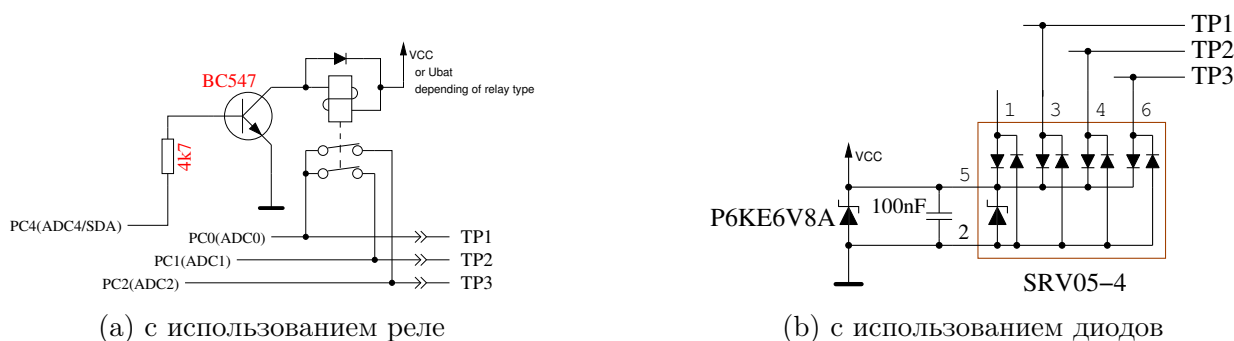 BC547
VCC
or Ubat
depending of relay type
4k7
PC4(ADC4/SDA)
PC0(ADC0)
TP1
PC1(ADC1)
TP2
PC2(ADC2)
TP3
(a) с использованием реле
TP1
TP2
TP3
1
3
4
6
VCC
5
P6KE6V8A
100nF
2
SRV05−4
(b) с использованием диодов